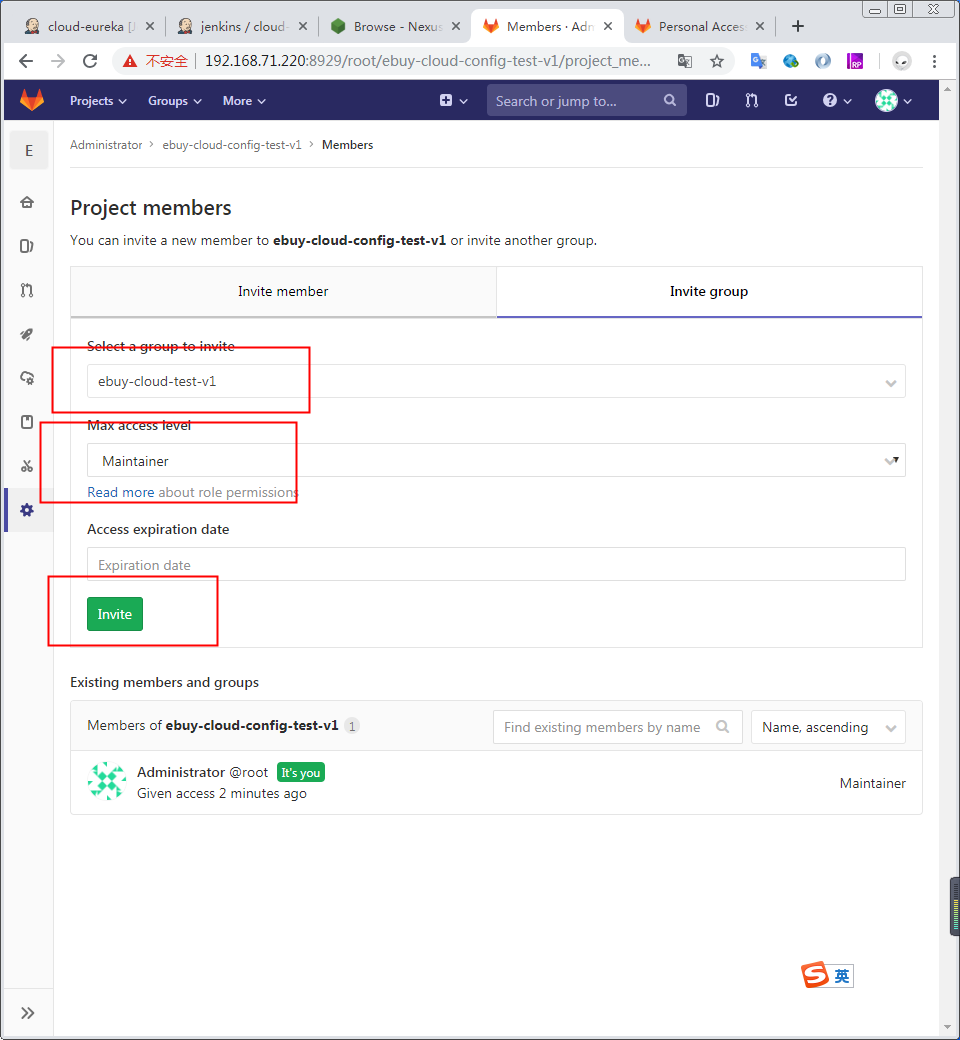 cloud-eureka [J
jenkins / cloud-
Browse - Nexus
Members · Adm
Personal Access
不安全
192.168.71.220:8929/root/ebuy-cloud-config-test-v1/project_me...
RP
Projects
Groups
More
Search or jump to...
E
Administrator > ebuy-cloud-config-test-v1 > Members
Project members
You can invite a new member to ebuy-cloud-config-test-v1 or invite another group.
Invite member
Invite group
Select a group to invite
ebuy-cloud-test-v1
Max access level
Maintainer
Read more about role permissions
Access expiration date
Expiration date
Invite
Existing members and groups
Members of ebuy-cloud-config-test-v1 1
Find existing members by name
Name, ascending
Administrator @root It's you
Given access 2 minutes ago
Maintainer
S 英